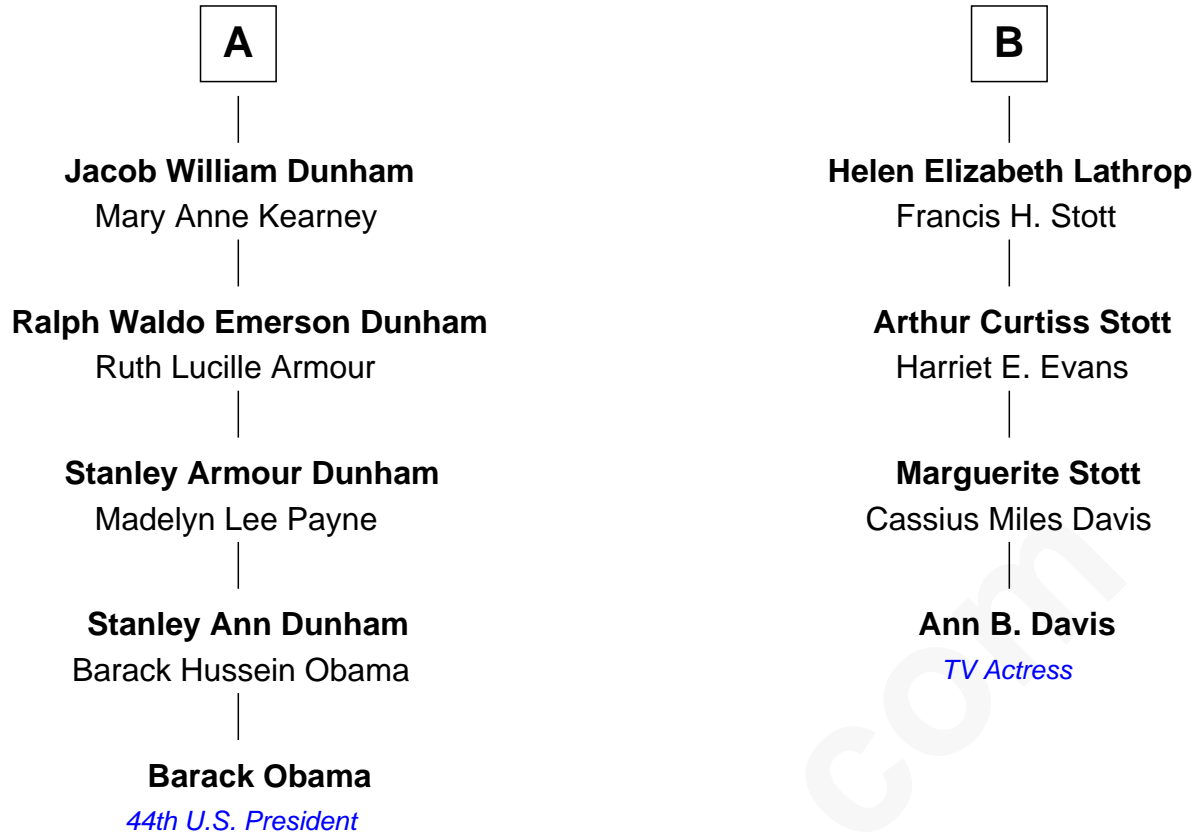 A
Jacob William Dunham
Mary Anne Kearney
Ralph Waldo Emerson Dunham
Ruth Lucille Armour
Stanley Armour Dunham
Madelyn Lee Payne
Stanley Ann Dunham
Barack Hussein Obama
Barack Obama
44th U.S. President
B
Helen Elizabeth Lathrop
Francis H. Stott
Arthur Curtiss Stott
Harriet E. Evans
Marguerite Stott
Cassius Miles Davis
Ann B. Davis
TV Actress
com